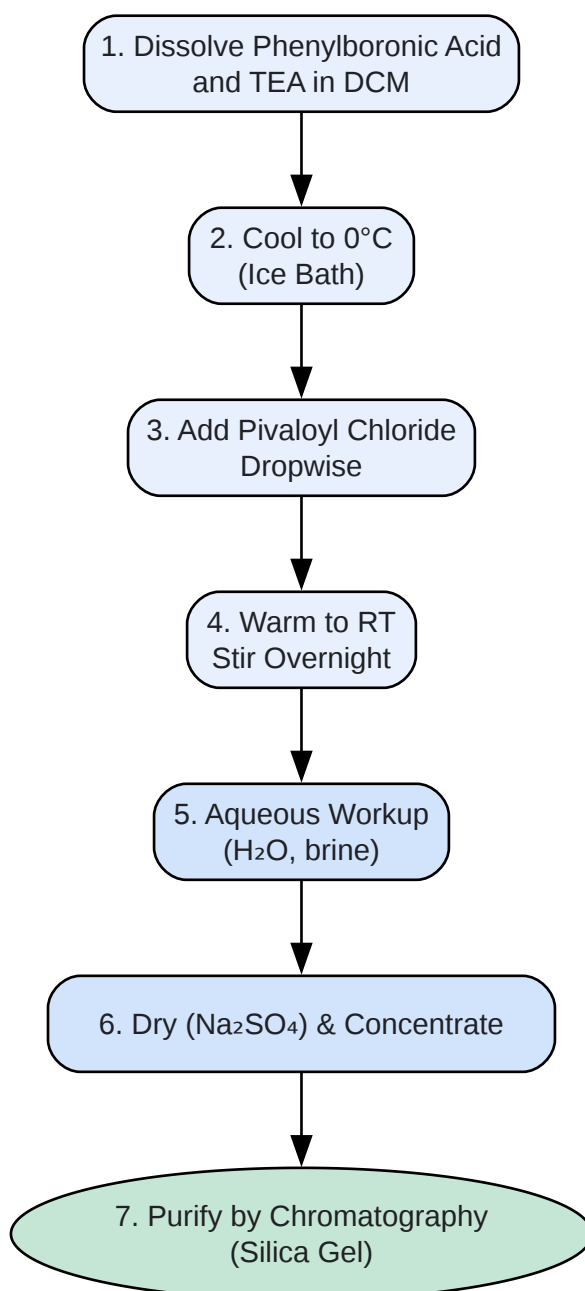 1. Dissolve Phenylboronic Acid
and TEA in DCM
2. Cool to 0°C
(Ice Bath)
3. Add Pivaloyl Chloride
Dropwise
4. Warm to RT
Stir Overnight
5. Aqueous Workup
(H₂O, brine)
6. Dry (Na₂SO₄) & Concentrate
7. Purify by Chromatography
(Silica Gel)